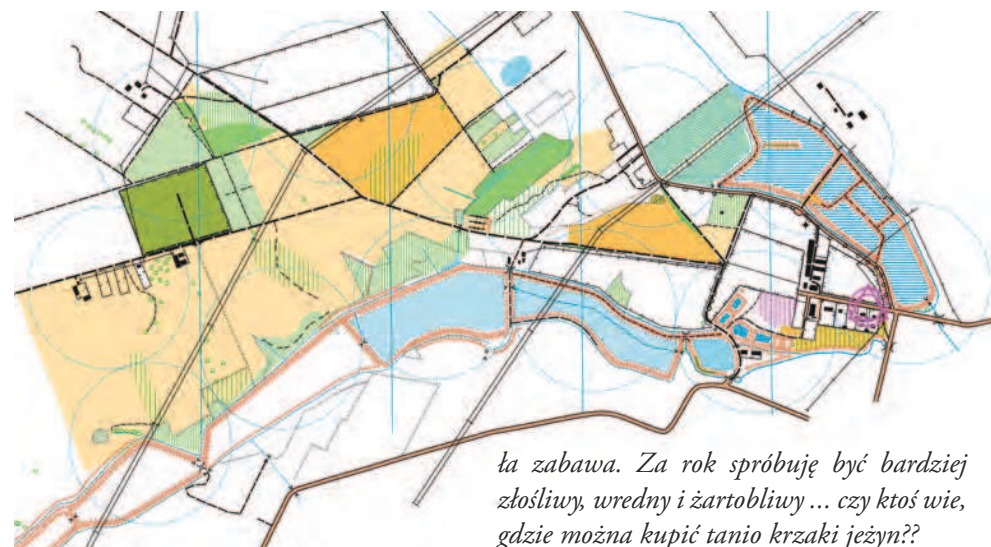 ła zabawa. Za rok spróbuję być bardziej
złośliwy, wredny i żartobliwy ... czy ktoś wie,
gdzie można kupić tanio krzaki jeżyn??